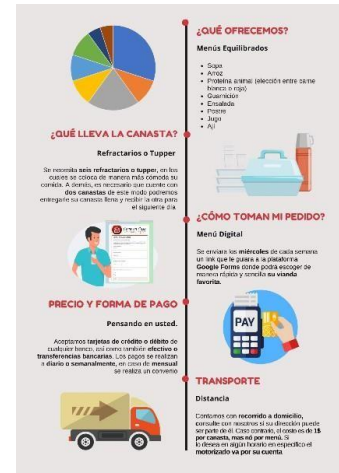 ¿QUÉ OFRECEMOS?
Menús Equilibrados
Sopa
Arroz
Proteína animal (elección entre carne
blanca o roja)
Guarnición
Ensalada
Postre
Jugo
Ají
¿QUÉ LLEVA LA CANASTA?
Refractarios o Tupper
Se necesita seis refractarios o tupper, en los
cuales se coloca de manera más cómoda su
comida. A demás, es necesario que cuente con
dos canastas de este modo podremos
entregarle su canasta llena y recibir la otra para
el siguiente día.
¿CÓMO TOMAN MI PEDIDO?
Menú Digital
Se enviara los miércoles de cada semana
un link que le guiara a la plataforma
Google Forms donde podrá escoger de
manera rápida y sencilla su vianda
favorita.
PRECIO Y FORMA DE PAGO
Pensando en usted.
Aceptamos tarjetas de crédito o débito de
cualquier banco, así como también efectivo o
transferencias bancarias. Los pagos se realizan
a diario o semanalmente, en caso de mensual
se realiza un convenio
PAY
TRANSPORTE
Distancia
Contamos con recorrido a domicilio,
consulte con nosotros si su dirección puede
ser parte de él. Caso contrario, el costo es de 1$
por canasta, mas nó por menú. Si
lo desea en algún horario en específico el
motorizado va por su cuenta